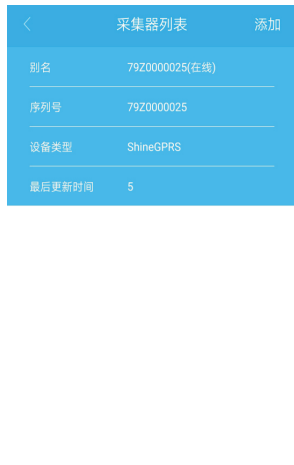 采集器列表 添加
别名 79Z0000025(在线)
序列号 79Z0000025
设备类型 ShineGPRS
最后更新时间 5